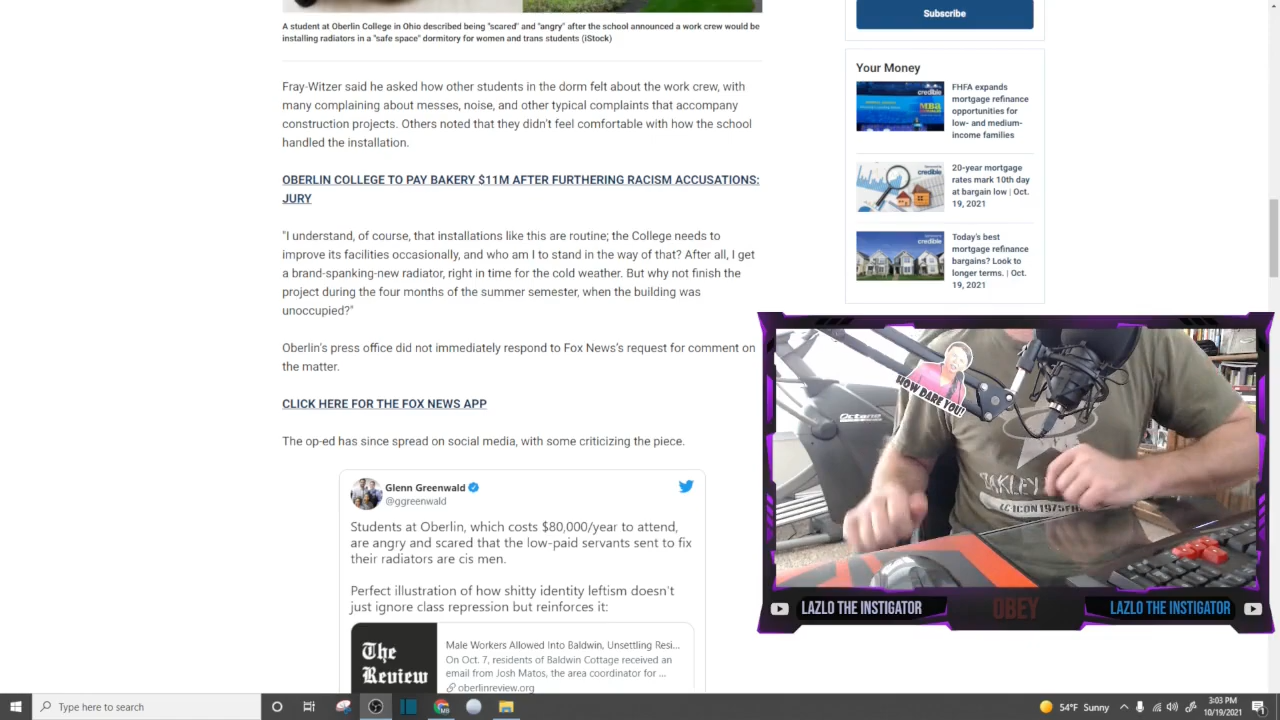 A student at Oberlin College in Ohio described being "scared" and "angry" after the school announced a work crew would be
installing radiators in a "safe space" dormitory for women and trans students (iStock)
Fray-Witzer said he asked how other students in the dorm felt about the work crew, with
many complaining about messes, noise, and other typical complaints that accompany
construction projects. Others noted that they didn't feel comfortable with how the school
handled the installation.
OBERLIN COLLEGE TO PAY BAKERY $11M AFTER FURTHERING RACISM ACCUSATIONS:
JURY
"I understand, of course, that installations like this are routine; the College needs to
improve its facilities occasionally, and who am I to stand in the way of that? After all, I get
a brand-spanking-new radiator, right in time for the cold weather. But why not finish the
project during the four months of the summer semester, when the building was
unoccupied?"
Oberlin's press office did not immediately respond to Fox News's request for comment on
the matter.
CLICK HERE FOR THE FOX NEWS APP
The op-ed has since spread on social media, with some criticizing the piece.
Glenn Greenwald
@ggreenwald
Students at Oberlin, which costs $80,000/year to attend,
are angry and scared that the low-paid servants sent to fix
their radiators are cis men.
Perfect illustration of how shitty identity leftism doesn't
just ignore class repression but reinforces it:
The
Review
Male Workers Allowed Into Baldwin, Unsettling Resi...
On Oct. 7, residents of Baldwin Cottage received an
email from Josh Matos, the area coordinator for ...
oberlinreview.org
Subscribe
Your Money
credible
FHFA expands
mortgage refinance
opportunities for
low- and medium-
income families
credible
20-year mortgage
rates mark 10th day
at bargain low | Oct.
19, 2021
credible
Today's best
mortgage refinance
bargains? Look to
longer terms. | Oct.
19, 2021
HOW DARE YOU!
Octane
OAKLEY
ICON 1975
LAZLO THE INSTIGATOR
OBEY
LAZLO THE INSTIGATOR
Type here to search
54°F Sunny
3:03 PM
10/19/2021